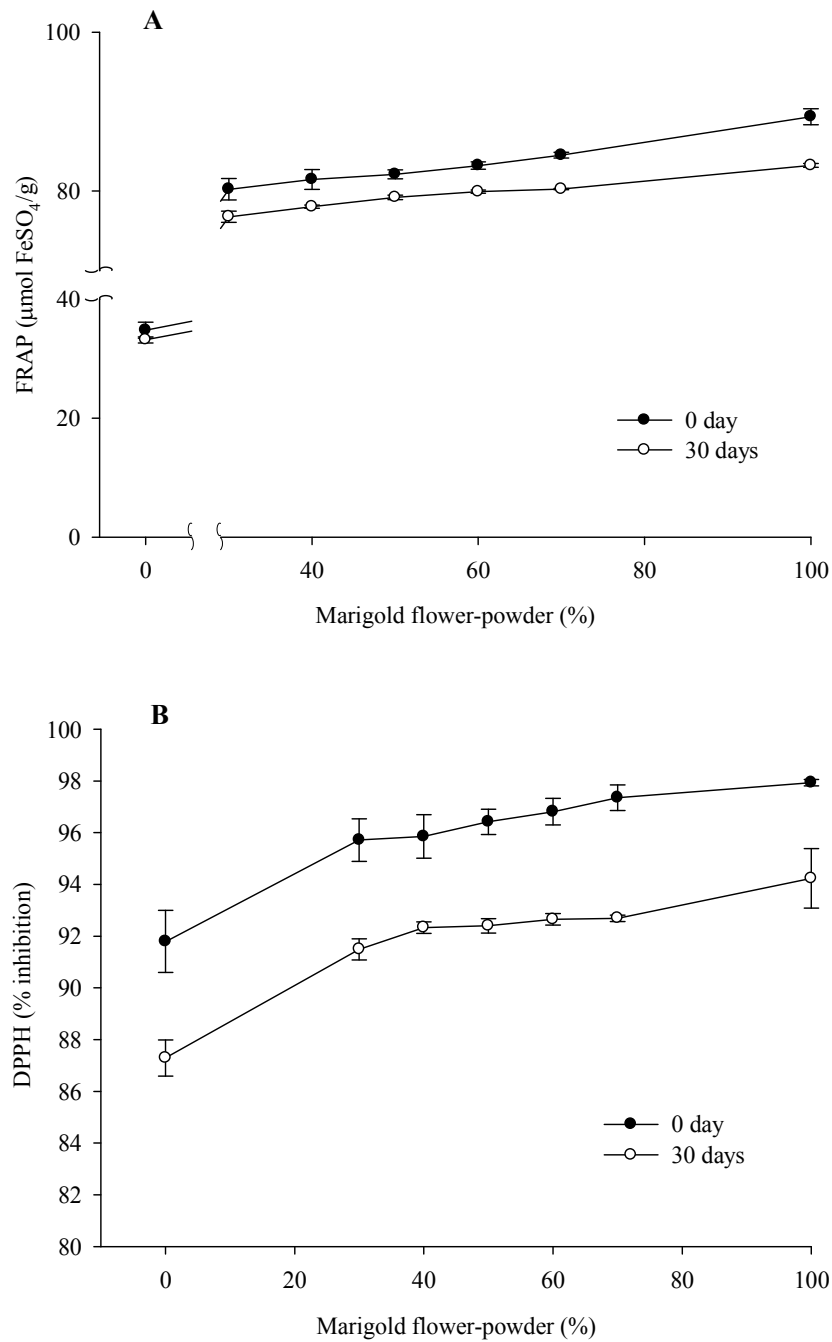 A
100
80
40
20
0
FRAP (µmol FeSO4/g)
0 day
30 days
0 40 60 80 100
Marigold flower-powder (%)
B
100
98
96
94
92
90
88
86
84
82
80
DPPH (% inhibition)
0 day
30 days
0 20 40 60 80 100
Marigold flower-powder (%)